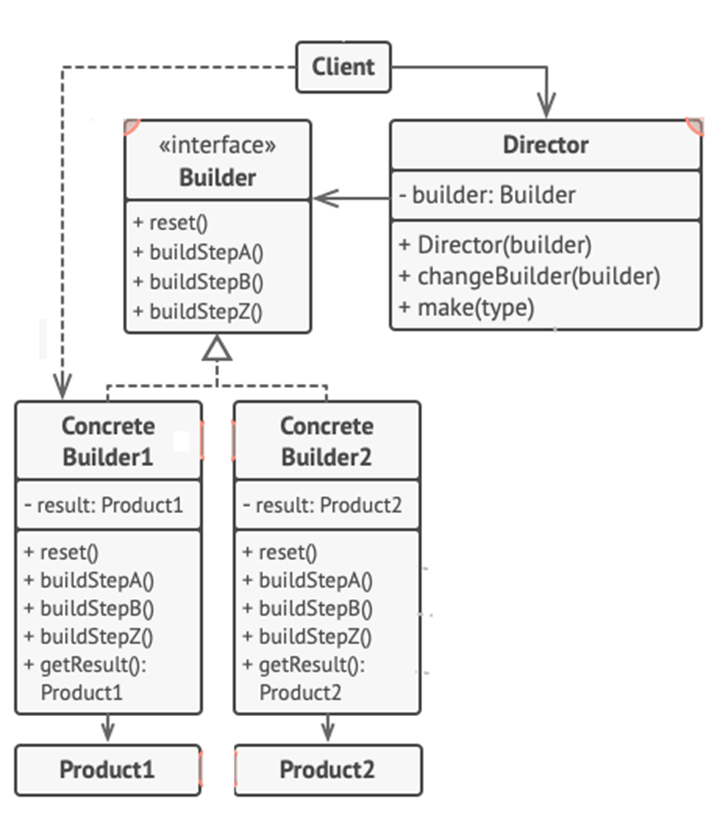 Client
«interface»
Builder
+ reset()
+ buildStepA()
+ buildStepB()
+ buildStepZ()
Director
- builder: Builder
+ Director(builder)
+ changeBuilder(builder)
+ make(type)
Concrete
Builder1
- result: Product1
+ reset()
+ buildStepA()
+ buildStepB()
+ buildStepZ()
+ getResult():
Product1
Concrete
Builder2
- result: Product2
+ reset()
+ buildStepA()
+ buildStepB()
+ buildStepZ()
+ getResult():
Product2
Product1
Product2